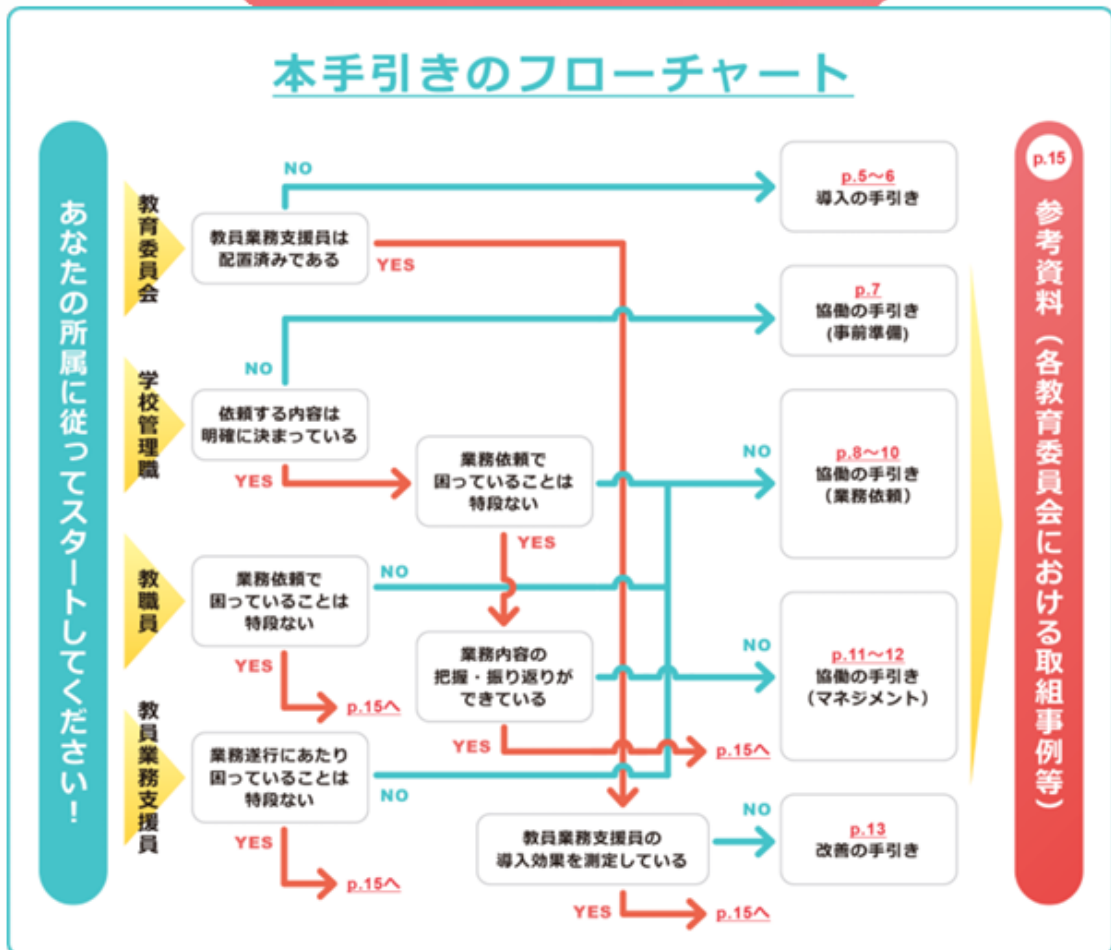 本手引きのフローチャート
あなたの所属に従ってスタートしてください！
教育委員会
教員業務支援員は
配置済みである
NO
YES
p.5～6
導入の手引き
学校管理職
依頼する内容は
明確に決まっている
NO
YES
p.7
協働の手引き
(事前準備)
業務依頼で
困っていることは
特段ない
NO
YES
p.8～10
協働の手引き
（業務依頼）
教職員
業務依頼で
困っていることは
特段ない
NO
YES
p.15へ
業務内容の
把握・振り返りが
できている
NO
YES
p.15へ
p.11～12
協働の手引き
（マネジメント）
教員業務支援員
業務遂行にあたり
困っていることは
特段ない
NO
YES
p.15へ
教員業務支援員の
導入効果を測定している
NO
YES
p.15へ
p.13
改善の手引き
p.15
参考資料（各教育委員会における取組事例等）